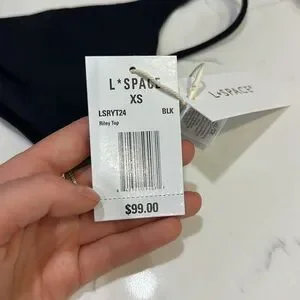 L*SPACE
XS
LSRYT24 BLK
Riley Top
$99.00
L*SPACE®